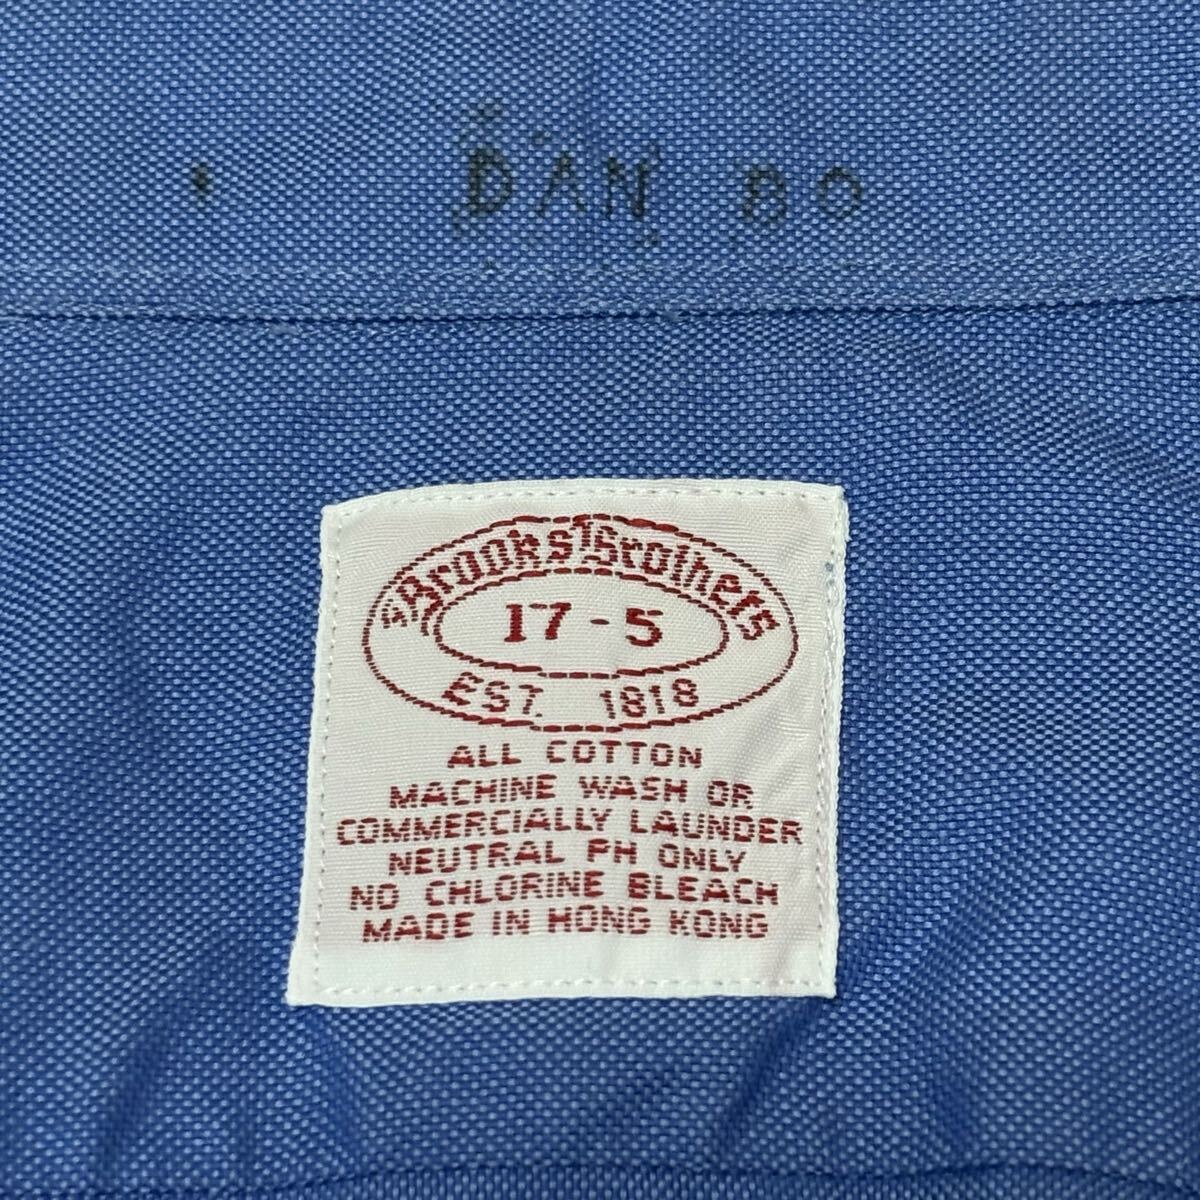 DAN BO
"Brooks Brothers
17-5
EST. 1818
ALL COTTON
MACHINE WASH OR
COMMERCIALLY LAUNDER
NEUTRAL PH ONLY
NO CHLORINE BLEACH
MADE IN HONG KONG